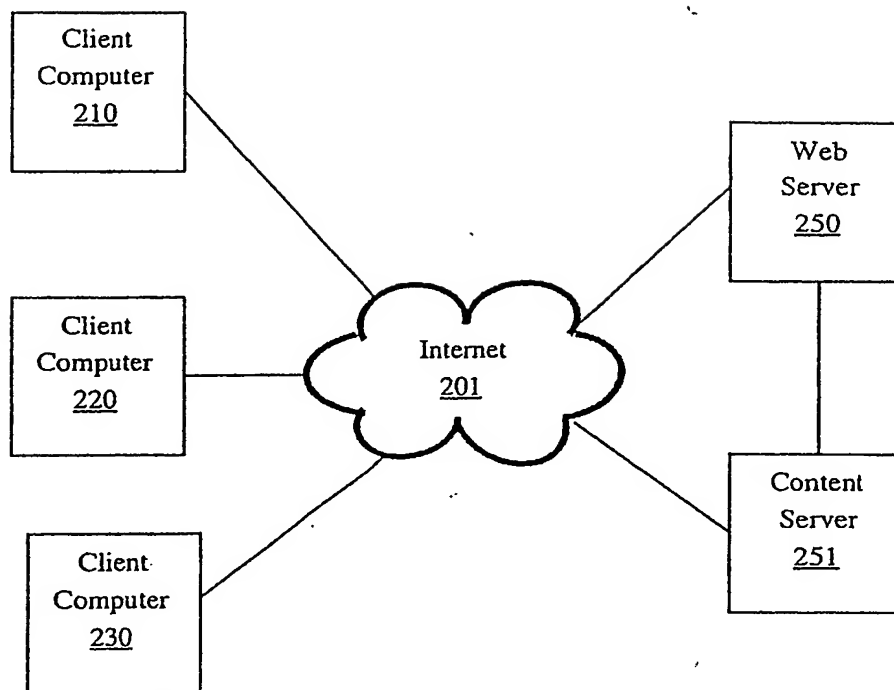 Client
Computer
210
Web
Server
250
Client
Computer
220
Internet
201
Content
Server
251
Client
Computer
230